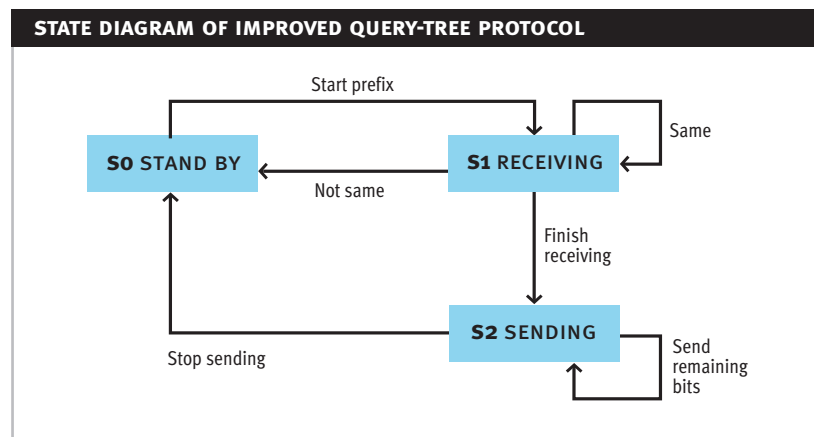 STATE DIAGRAM OF IMPROVED QUERY-TREE PROTOCOL
Start prefix
Same
S0 STAND BY
S1 RECEIVING
Not same
Finish
receiving
S2 SENDING
Stop sending
Send
remaining
bits